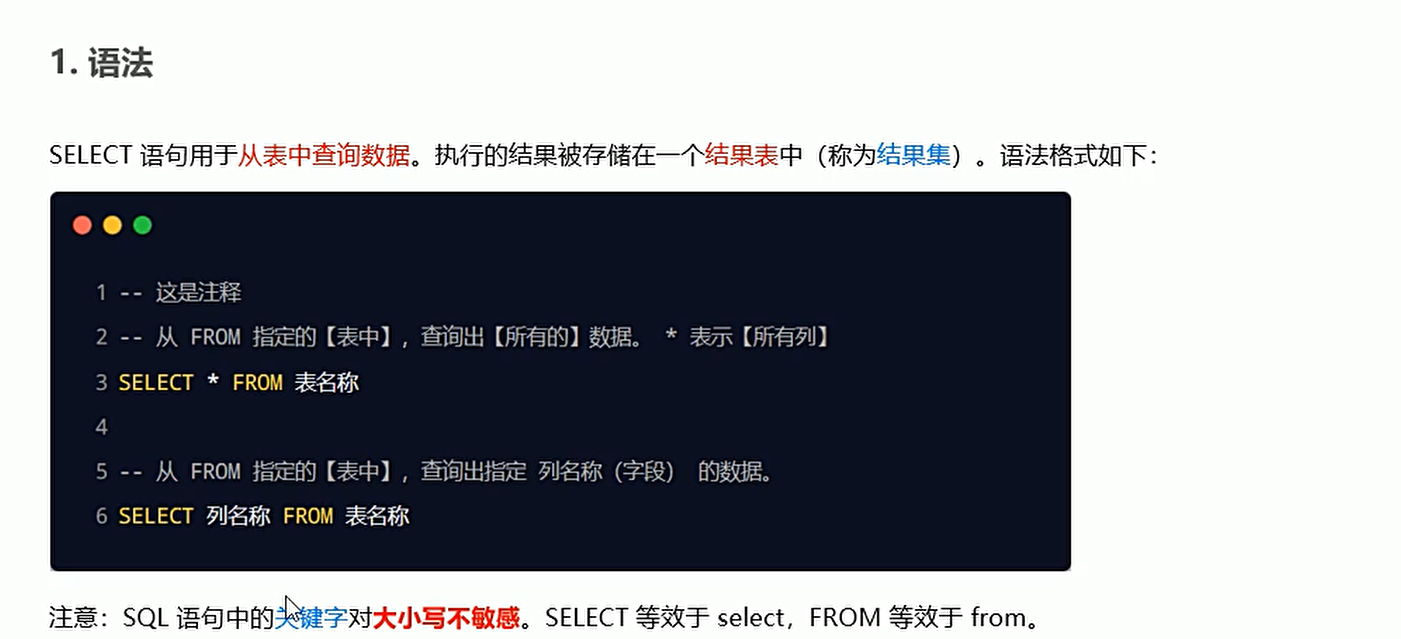 1. 语法
SELECT 语句用于从表中查询数据。执行的结果被存储在一个结果表中（称为结果集）。语法格式如下：
1 -- 这是注释
2 -- 从 FROM 指定的【表中】，查询出【所有的】数据。 * 表示【所有列】
3 SELECT * FROM 表名称
4
5 -- 从 FROM 指定的【表中】，查询出指定 列名称（字段） 的数据。
6 SELECT 列名称 FROM 表名称
注意：SQL 语句中的关键字对大小写不敏感。SELECT 等效于 select，FROM 等效于 from。